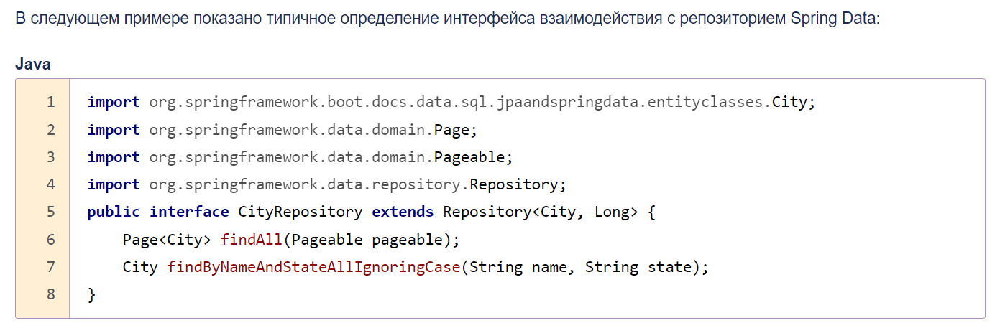 В следующем примере показано типичное определение интерфейса взаимодействия с репозиторием Spring Data:
Java
1 import org.springframework.boot.docs.data.sql.jpaandspringdata.entityclasses.City;
2 import org.springframework.data.domain.Page;
3 import org.springframework.data.domain.Pageable;
4 import org.springframework.data.repository.Repository;
5 public interface CityRepository extends Repository<City, Long> {
6     Page<City> findAll(Pageable pageable);
7     City findByNameAndStateAllIgnoringCase(String name, String state);
8 }